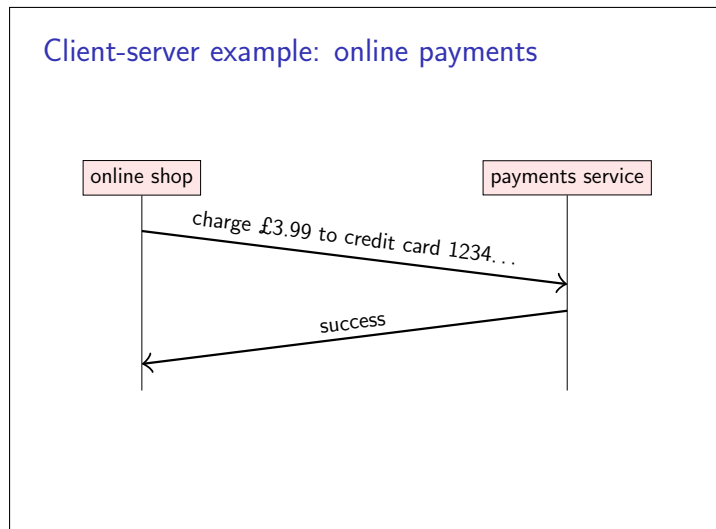 Client-server example: online payments
online shop
payments service
charge £3.99 to credit card 1234...
success